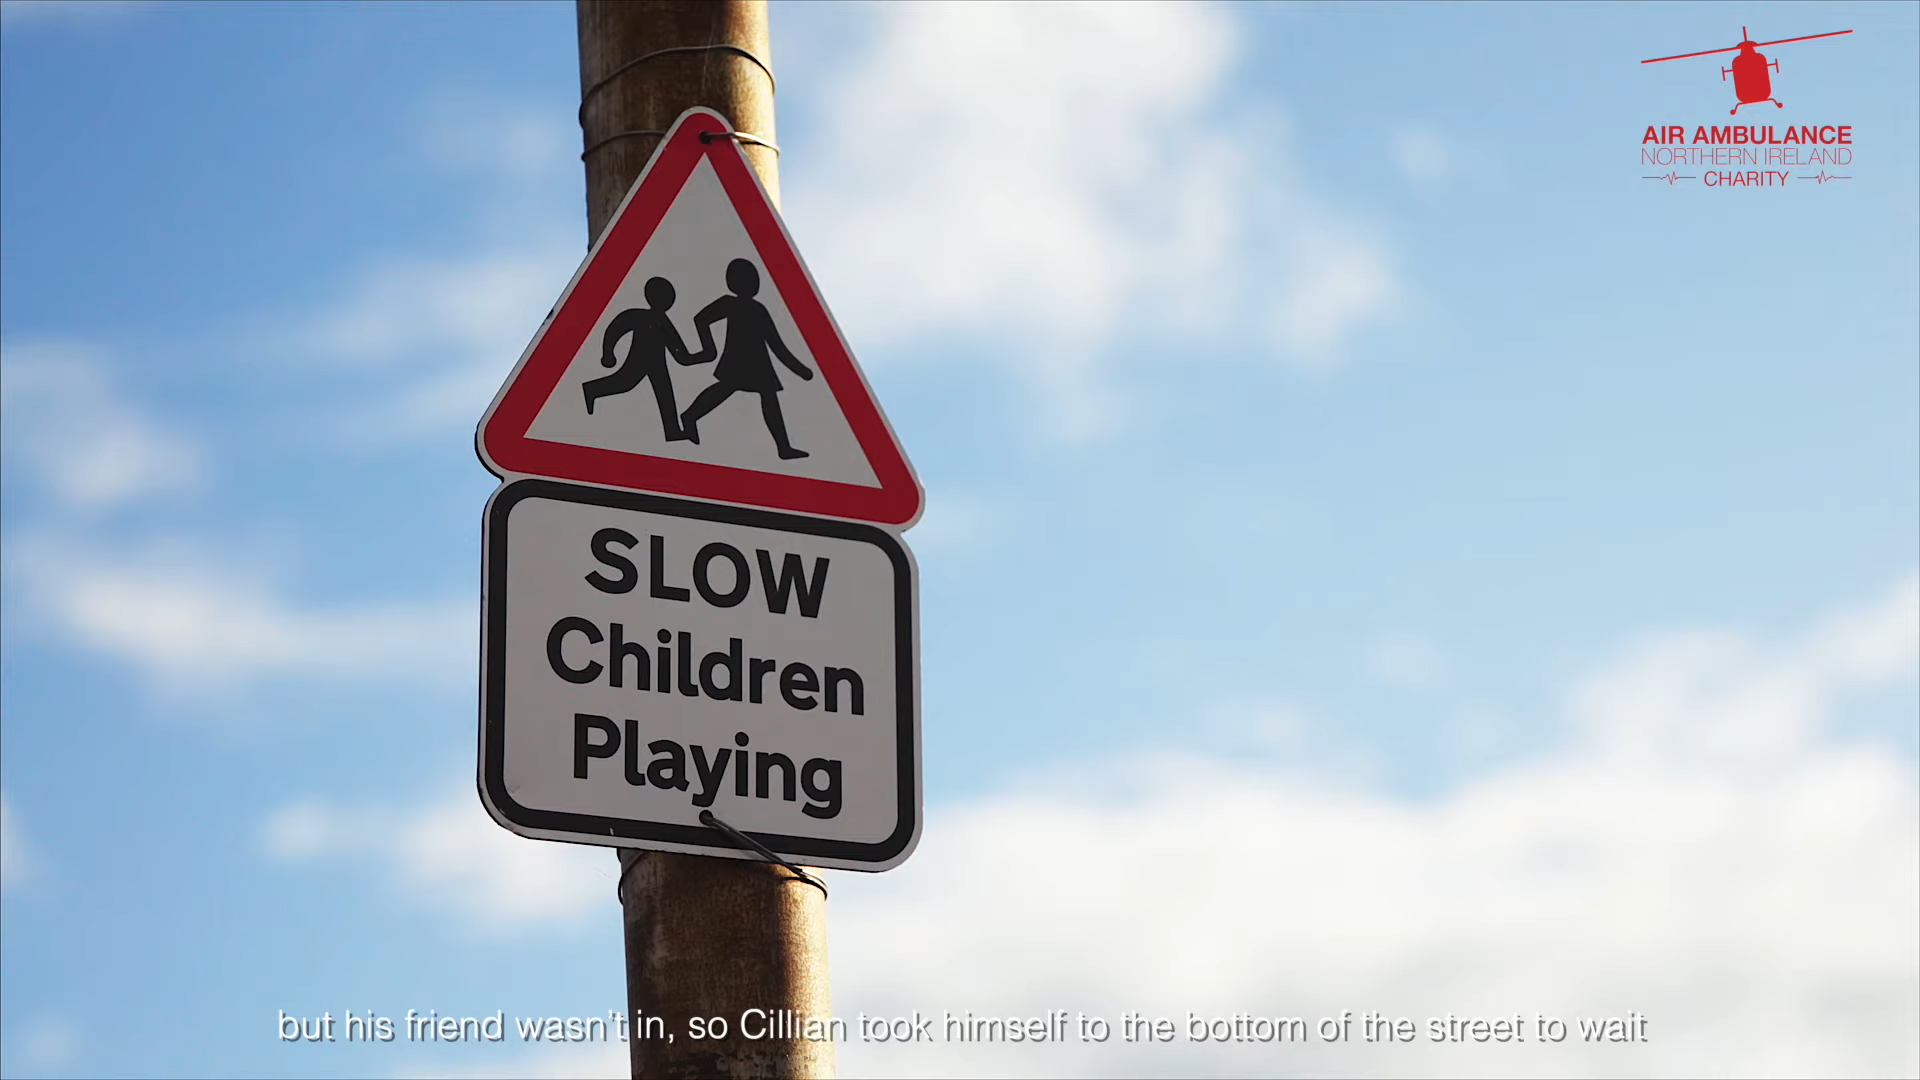 AIR AMBULANCE
NORTHERN IRELAND
CHARITY
SLOW
Children
Playing
but his friend wasn't in, so Cillian took himself to the bottom of the street to wait